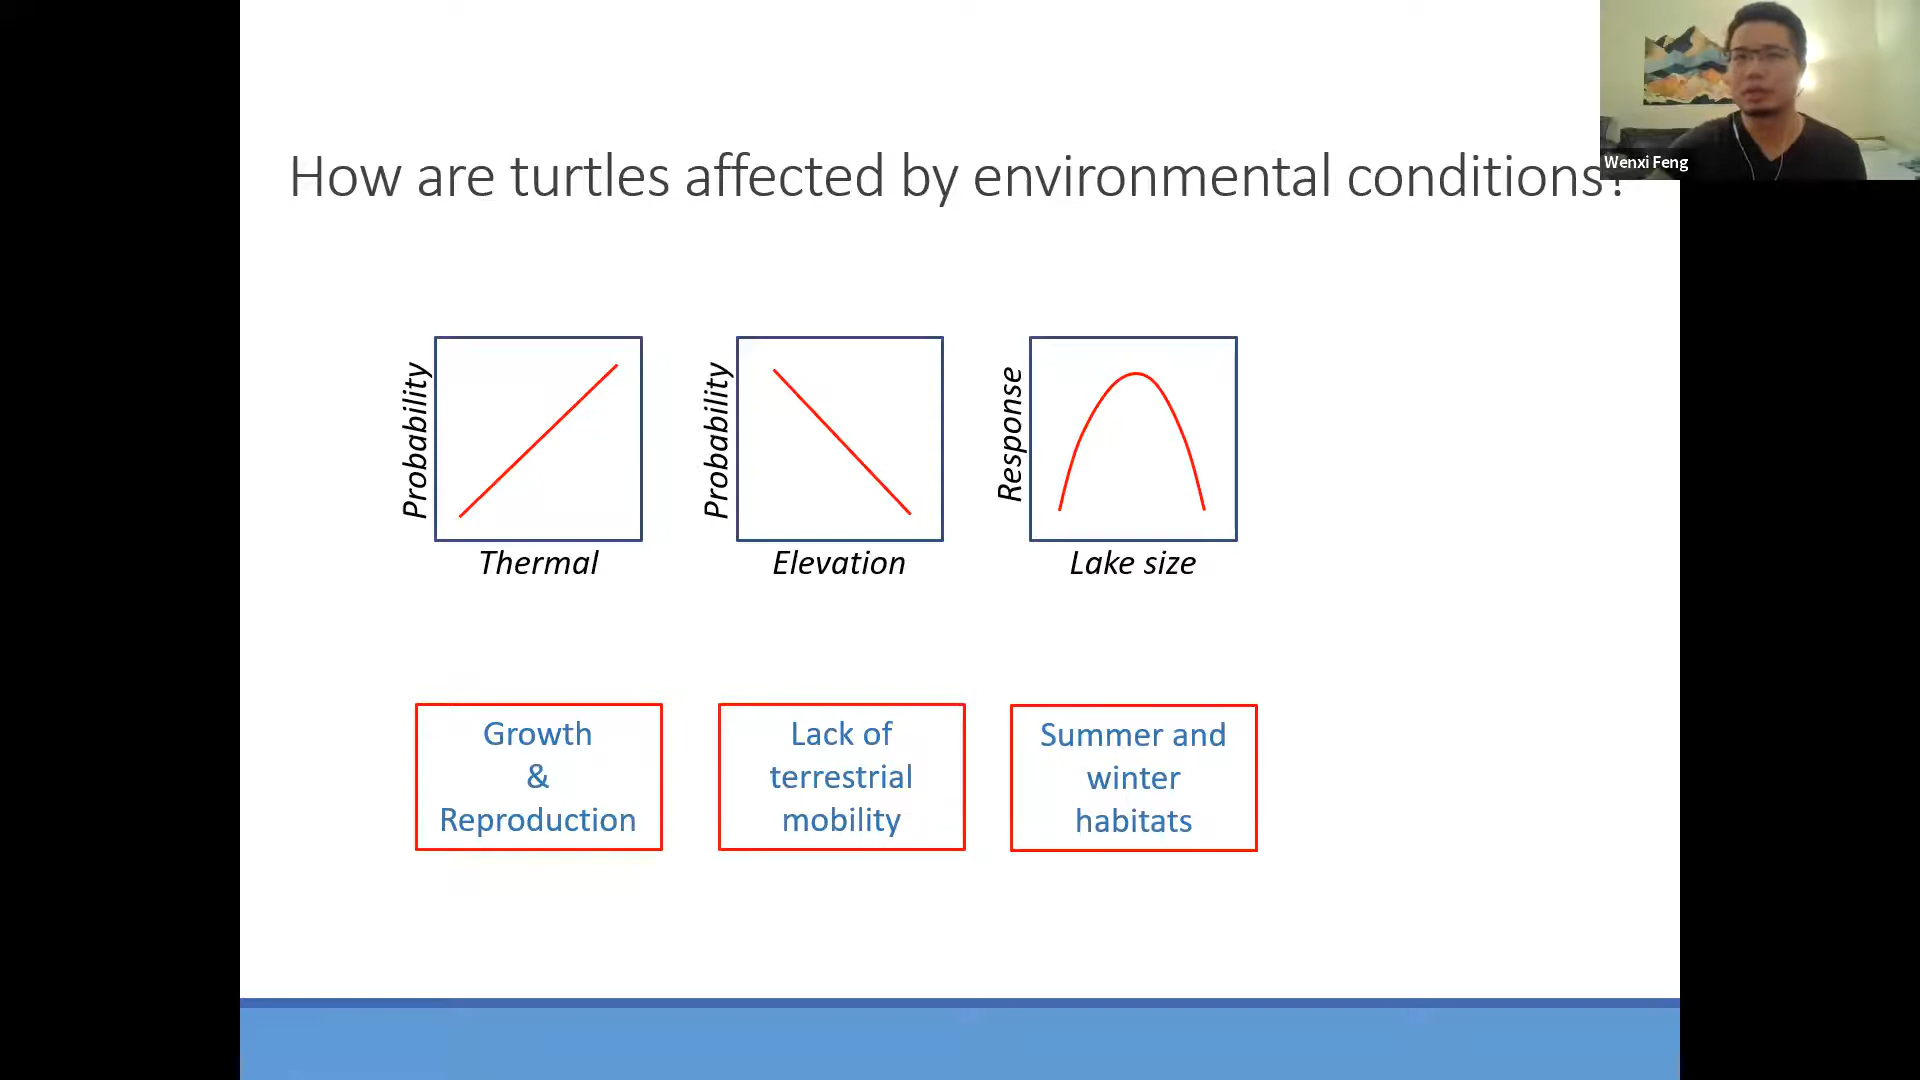 Wenxi Feng
How are turtles affected by environmental conditions?
Probability
Thermal
Probability
Elevation
Response
Lake size
Growth
&
Reproduction
Lack of
terrestrial
mobility
Summer and
winter
habitats